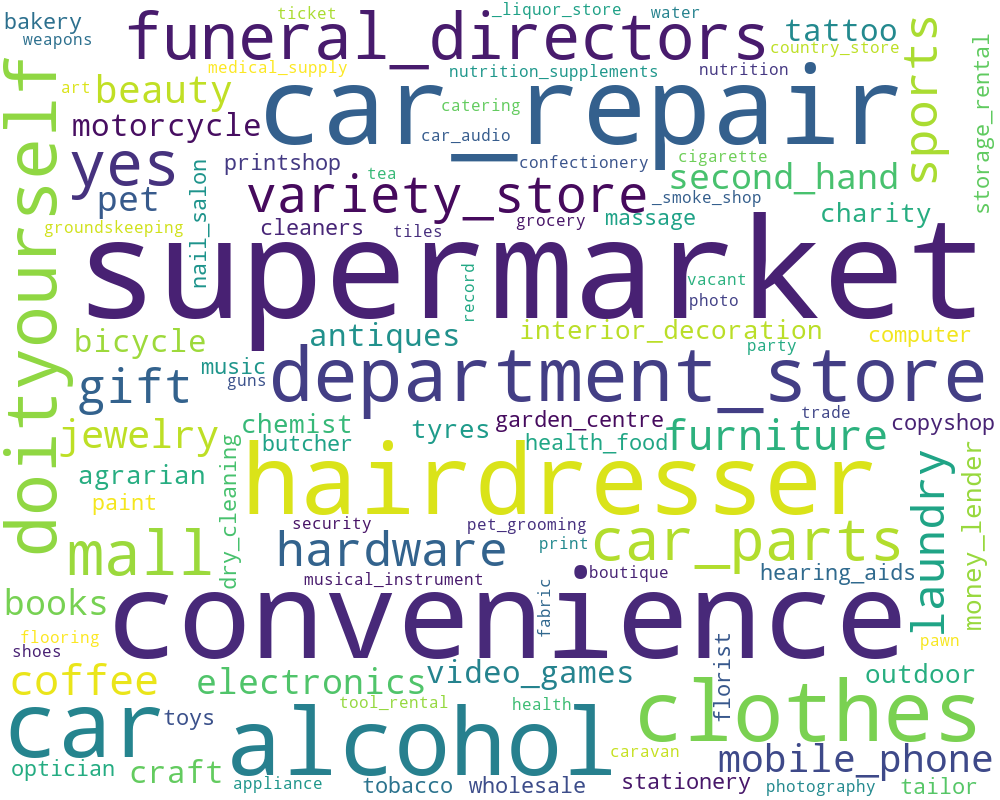 bakery
ticket
_liquor_store
water
weapons
funeral_directors
tattoo
country_store
sports
medical_supply
nutrition_supplements
nutrition
doityourself
art
beauty
car_repair
catering
storage_rental
motorcycle
car_audio
yes
printshop
confectionery
cigarette
tea
second_hand
nail_salon
pet
variety_store
_smoke_shop
groundskeeping
cleaners
tiles
grocery
massage
charity
supermarket
record
vacant
photo
bicycle
antiques
interior_decoration
computer
music
party
gift
guns
department_store
trade
jewelry
chemist
garden_centre
copyshop
butcher
tyres
health_food
furniture
agrarian
dry_cleaning
hairdresser
laundry
money_lender
paint
security
pet_grooming
mall
hardware
print
car_parts
musical_instrument
boutique
hearing_aids
books
convenience
fabric
flooring
shoes
pawn
coffee
electronics
video_games
florist
outdoor
car
toys
tool_rental
health
clothes
alcohol
caravan
mobile_phone
optician
craft
appliance
tobacco
wholesale
stationery
photography
tailor